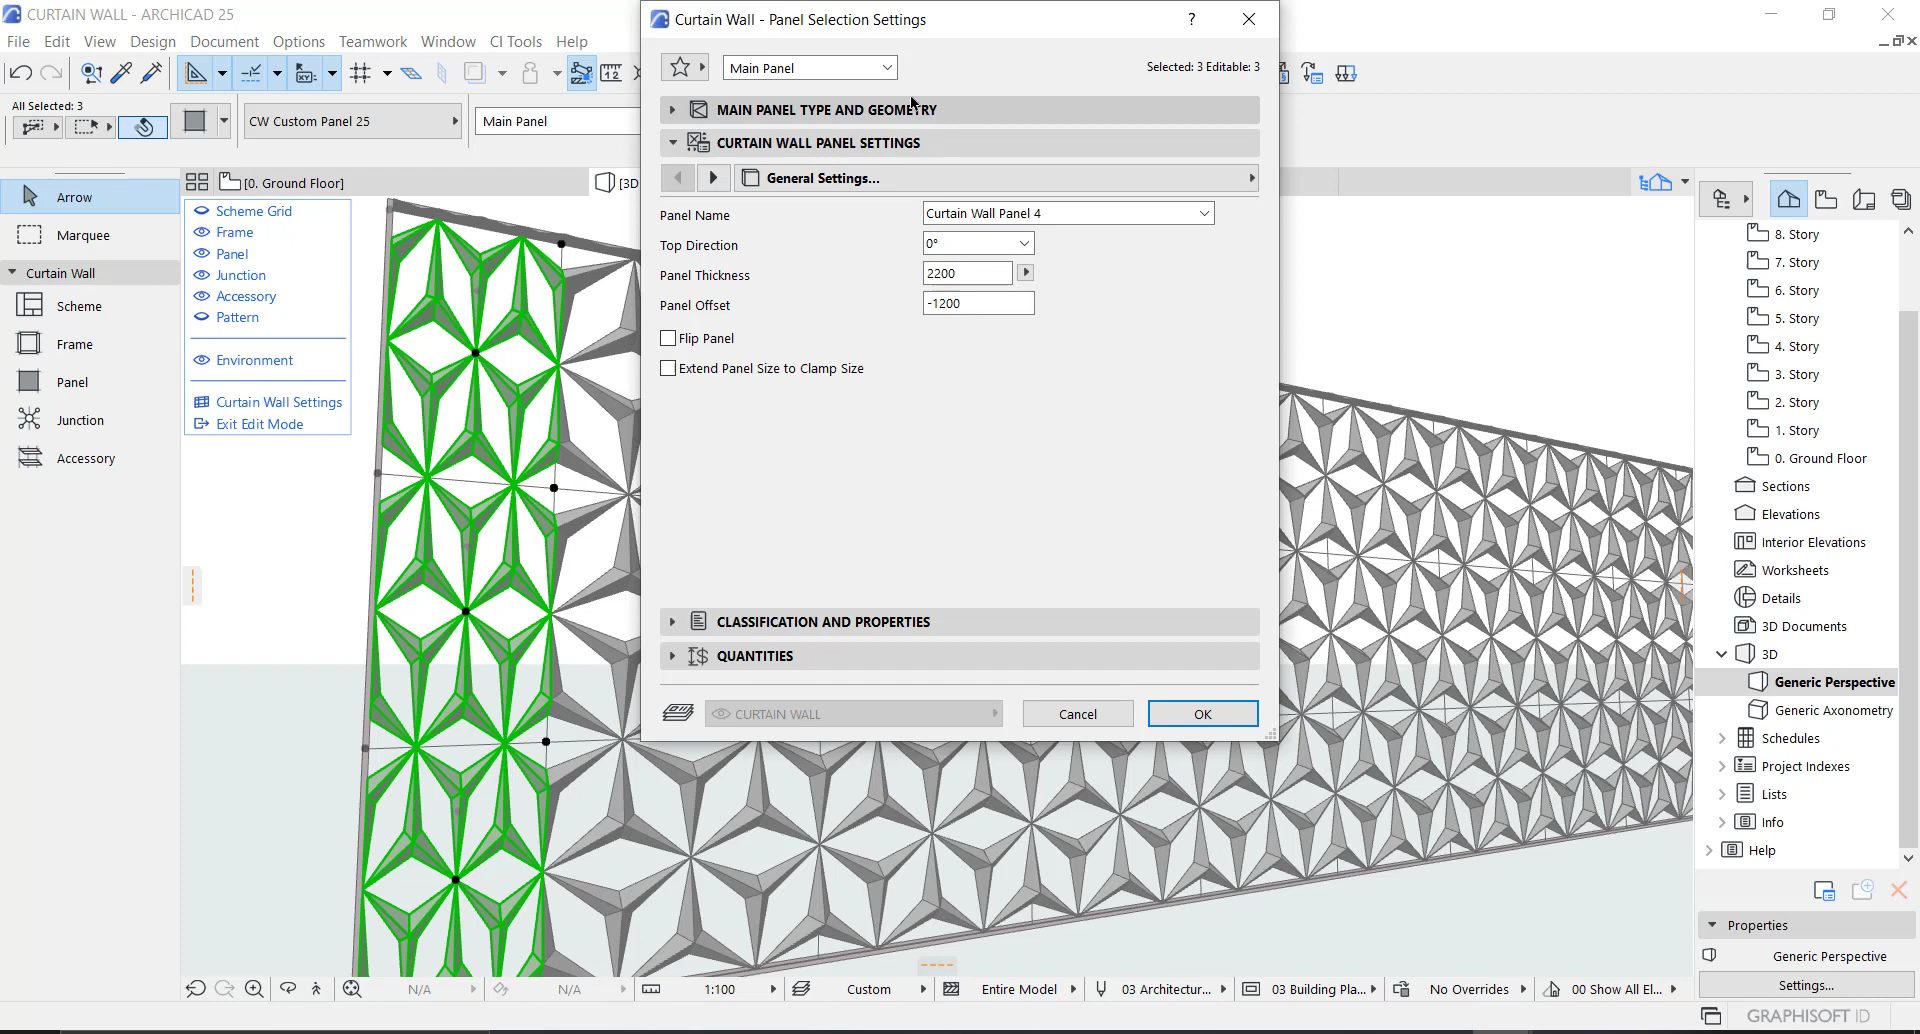 CURTAIN WALL - ARCHICAD 25
File Edit View Design Document Options Teamwork Window CI Tools Help
All Selected: 3
CW Custom Panel 25
Main Panel
[0. Ground Floor]
[3D
Arrow
Marquee
Curtain Wall
Scheme
Frame
Panel
Junction
Accessory
Scheme Grid
Frame
Panel
Junction
Accessory
Pattern
Environment
Curtain Wall Settings
Exit Edit Mode
Curtain Wall - Panel Selection Settings
?
Main Panel
Selected: 3 Editable: 3
MAIN PANEL TYPE AND GEOMETRY
CURTAIN WALL PANEL SETTINGS
General Settings...
Panel Name
Curtain Wall Panel 4
Top Direction
0°
Panel Thickness
2200
Panel Offset
-1200
Flip Panel
Extend Panel Size to Clamp Size
CLASSIFICATION AND PROPERTIES
QUANTITIES
CURTAIN WALL
Cancel
OK
8. Story
7. Story
6. Story
5. Story
4. Story
3. Story
2. Story
1. Story
0. Ground Floor
Sections
Elevations
Interior Elevations
Worksheets
Details
3D Documents
3D
Generic Perspective
Generic Axonometry
Schedules
Project Indexes
Lists
Info
Help
Properties
Generic Perspective
Settings...
N/A
N/A
1:100
Custom
Entire Model
03 Architectur...
03 Building Pla...
No Overrides
00 Show All El...
GRAPHISOFT ID